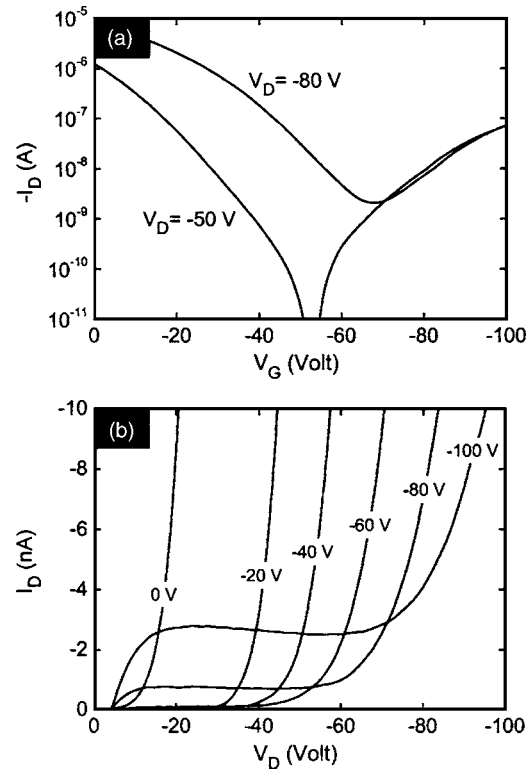 (a)
10^-5
10^-6
10^-7
10^-8
10^-9
10^-10
10^-11
-I_D (A)
V_D= -80 V
V_D= -50 V
0 -20 -40 -60 -80 -100
V_G (Volt)
(b)
-10
-8
-6
-4
-2
0
I_D (nA)
-100 V
-80 V
-60 V
-40 V
-20 V
0 V
0 -20 -40 -60 -80 -100
V_D (Volt)